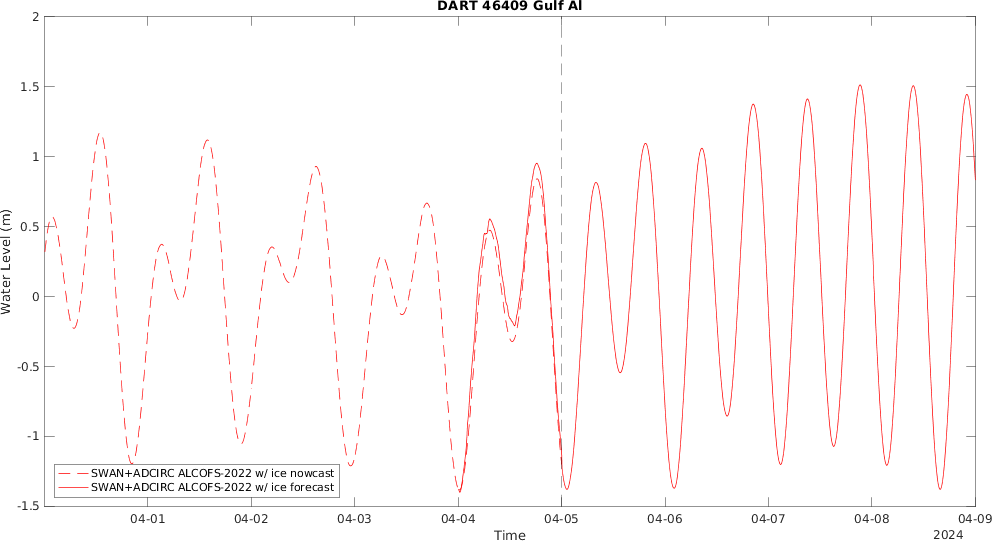 DART 46409 Gulf Al
2
1.5
1
0.5
0
-0.5
-1
-1.5
Water Level (m)
SWAN+ADCIRC ALCOFS-2022 w/ ice nowcast
SWAN+ADCIRC ALCOFS-2022 w/ ice forecast
04-01 04-02 04-03 04-04 04-05 04-06 04-07 04-08 04-09
Time
2024